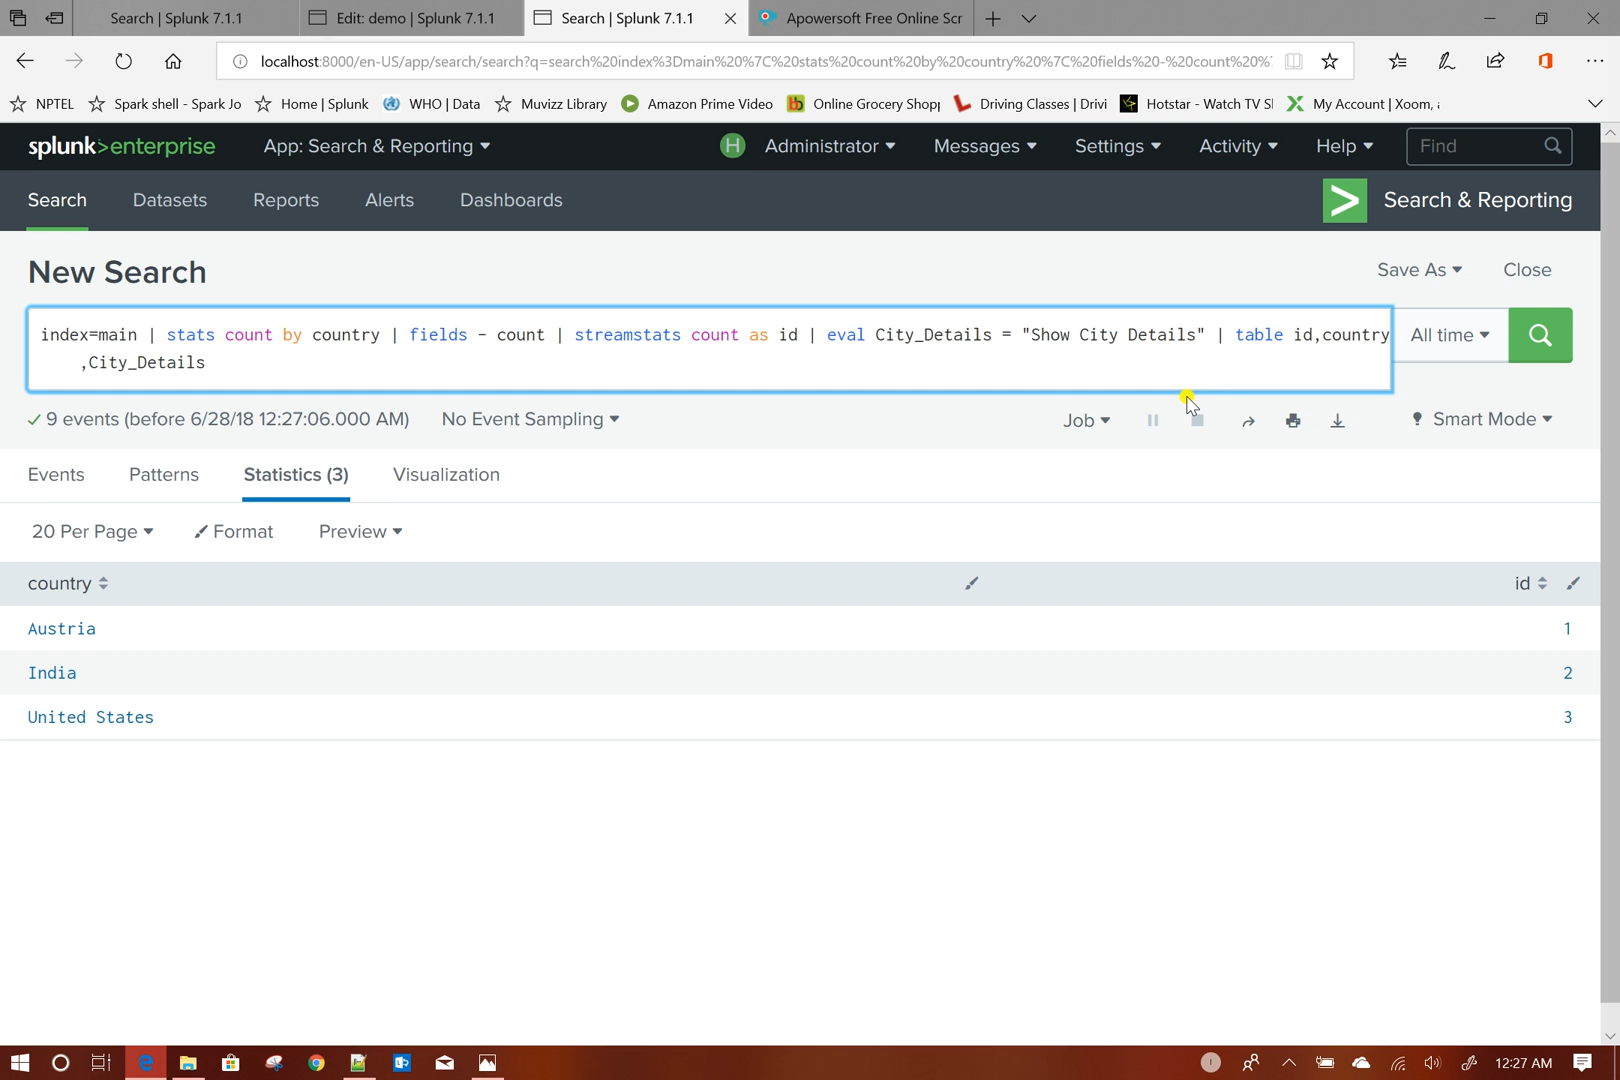 Search | Splunk 7.1.1
Edit: demo | Splunk 7.1.1
Search | Splunk 7.1.1
Apowersoft Free Online Scr
localhost:8000/en-US/app/search/search?q=search%20index%3Dmain%20%7C%20stats%20count%20by%20country%20%7C%20fields%20-%20count%20%
NPTEL
Spark shell - Spark Jo
Home | Splunk
WHO | Data
Muvizz Library
Amazon Prime Video
Online Grocery Shop
Driving Classes | Drivi
Hotstar - Watch TV S
My Account | Xoom,
splunk>enterprise
App: Search & Reporting
H
Administrator
Messages
Settings
Activity
Help
Find
Search
Datasets
Reports
Alerts
Dashboards
Search & Reporting
New Search
Save As
Close
index=main | stats count by country | fields - count | streamstats count as id | eval City_Details = "Show City Details" | table id,country
,City_Details
All time
9 events (before 6/28/18 12:27:06.000 AM)
No Event Sampling
Job
Smart Mode
Events
Patterns
Statistics (3)
Visualization
20 Per Page
Format
Preview
country
id
Austria
1
India
2
United States
3
12:27 AM